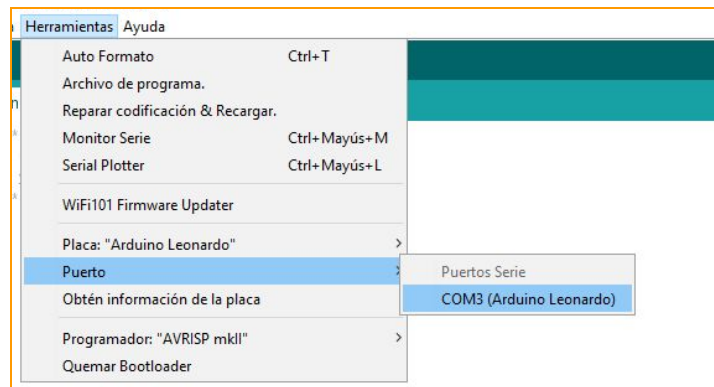 Herramientas Ayuda
Auto Formato Ctrl+T
Archivo de programa.
Reparar codificación & Recargar.
Monitor Serie Ctrl+Mayús+M
Serial Plotter Ctrl+Mayús+L
WiFi101 Firmware Updater
Placa: "Arduino Leonardo"
Puerto
Puertos Serie
COM3 (Arduino Leonardo)
Obtén información de la placa
Programador: "AVRISP mkII"
Quemar Bootloader